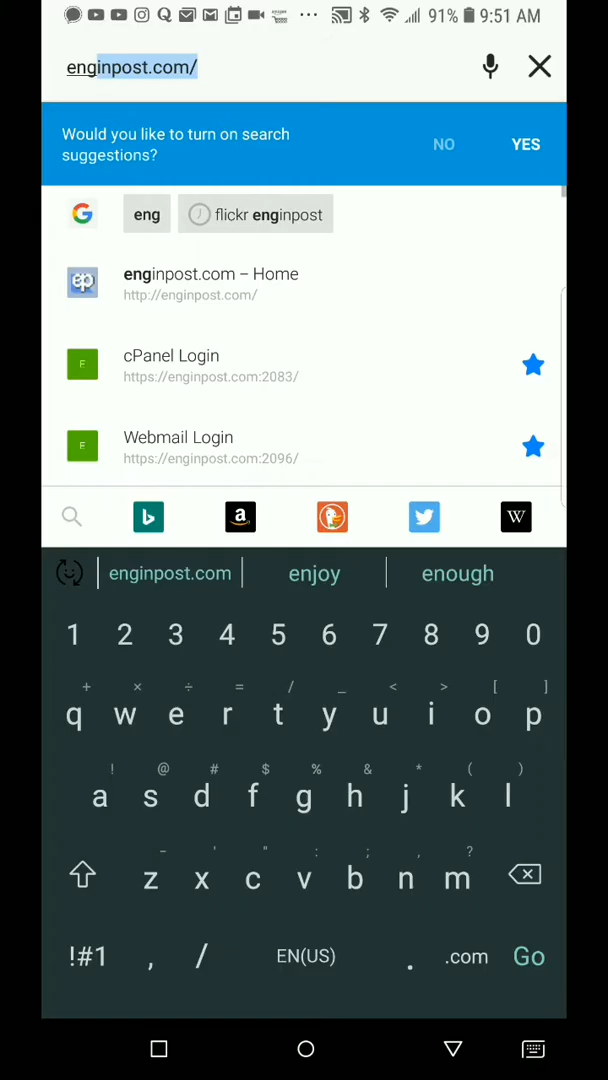 91% 9:51 AM
enginpost.com/
Would you like to turn on search
suggestions?
NO YES
eng flickr enginpost
ep enginpost.com – Home
http://enginpost.com/
E cPanel Login
https://enginpost.com:2083/
E Webmail Login
https://enginpost.com:2096/
b a W
enginpost.com enjoy enough
1 2 3 4 5 6 7 8 9 0
+ × ÷ = / _ < > [ ]
q w e r t y u i o p
! @ # $ % & * ( )
a s d f g h j k l
- ' " : ; , ?
z x c v b n m
!#1 , / EN(US) . .com Go